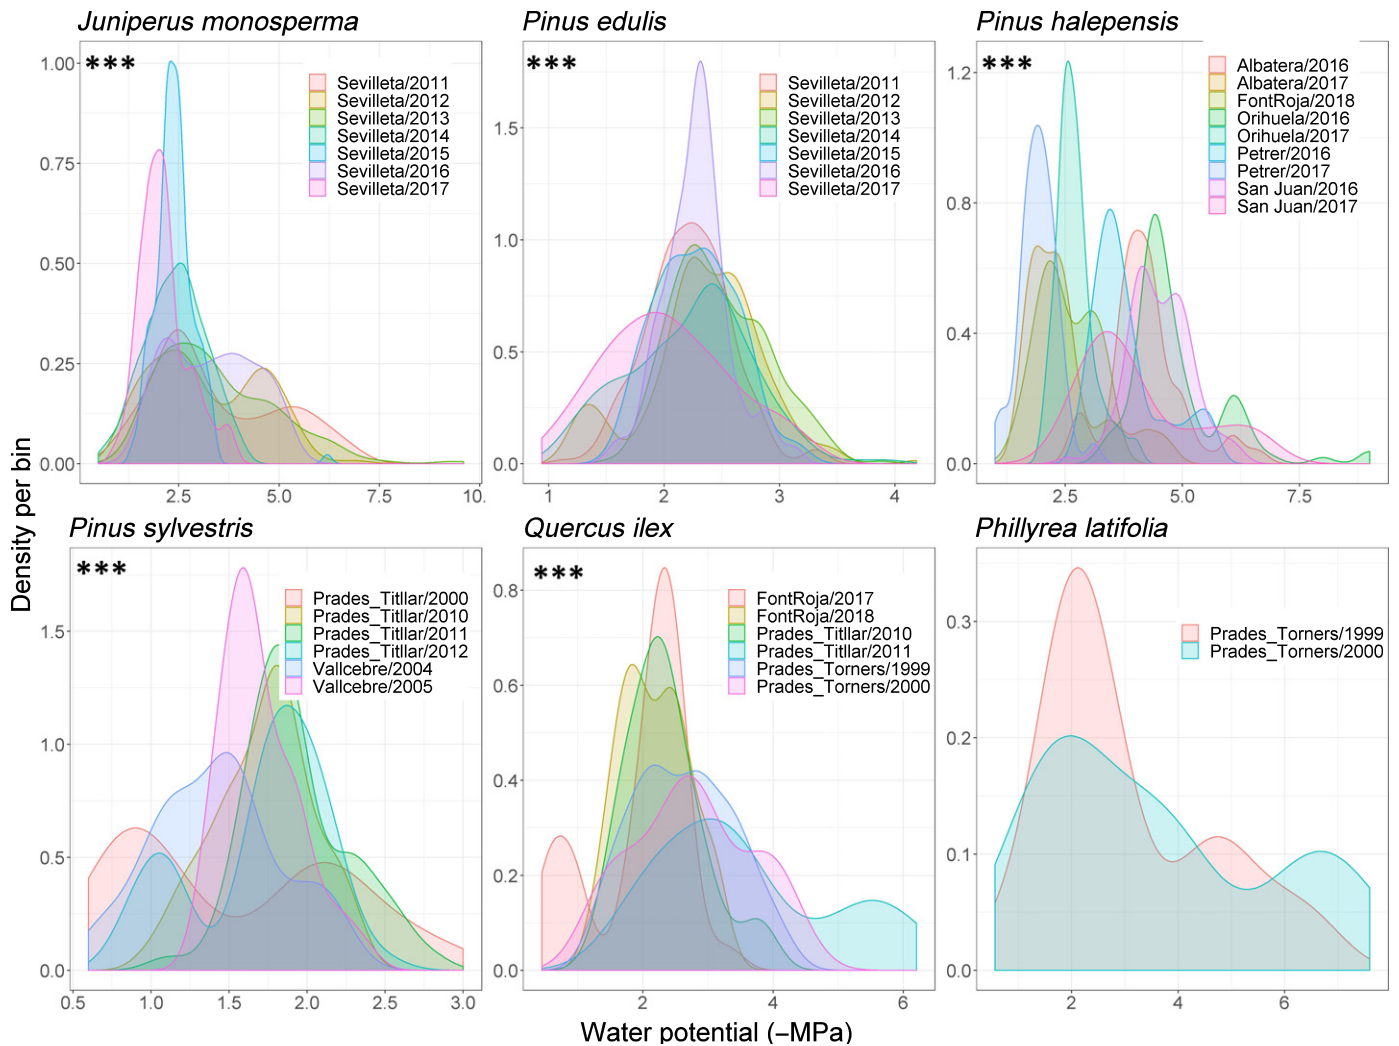 Juniperus monosperma
Pinus edulis
Pinus halepensis
***
Sevilleta/2011
Sevilleta/2012
Sevilleta/2013
Sevilleta/2014
Sevilleta/2015
Sevilleta/2016
Sevilleta/2017
1.00
0.75
0.50
0.25
0.00
2.5
5.0
7.5
10.
***
Sevilleta/2011
Sevilleta/2012
Sevilleta/2013
Sevilleta/2014
Sevilleta/2015
Sevilleta/2016
Sevilleta/2017
1.5
1.0
0.5
0.0
1
2
3
4
***
Albatera/2016
Albatera/2017
FontRoja/2018
Orihuela/2016
Orihuela/2017
Petrer/2016
Petrer/2017
San Juan/2016
San Juan/2017
1.2
0.8
0.4
0.0
2.5
5.0
7.5
Density per bin
Pinus sylvestris
Quercus ilex
Phillyrea latifolia
***
Prades_Titllar/2000
Prades_Titllar/2010
Prades_Titllar/2011
Prades_Titllar/2012
Vallcebre/2004
Vallcebre/2005
1.5
1.0
0.5
0.0
0.5
1.0
1.5
2.0
2.5
3.0
***
FontRoja/2017
FontRoja/2018
Prades_Titllar/2010
Prades_Titllar/2011
Prades_Torners/1999
Prades_Torners/2000
0.8
0.6
0.4
0.2
0.0
2
4
6
Prades_Torners/1999
Prades_Torners/2000
0.3
0.2
0.1
0.0
2
4
6
Water potential (−MPa)